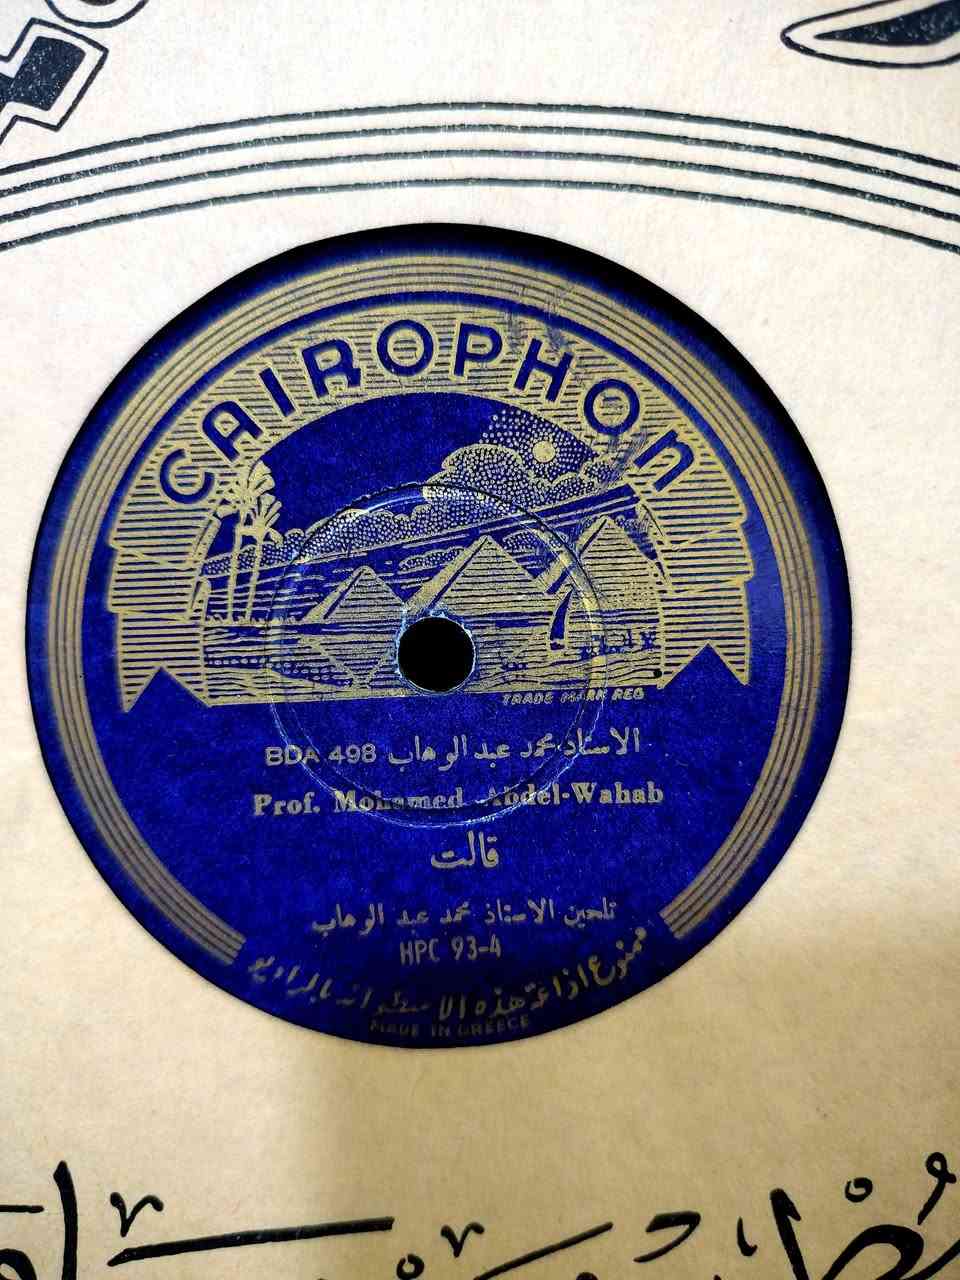 CAIROPHON
TRADE MARK REG
الاستاذ محمد عبد الوهاب BDA 498
Prof. Mohamed Abdel-Wahab
قالت
تلحين الاستاذ محمد عبد الوهاب
HPC 93-4
ممنوع اذاعة هذه الاسطوانه بالراديو
MADE IN GREECE